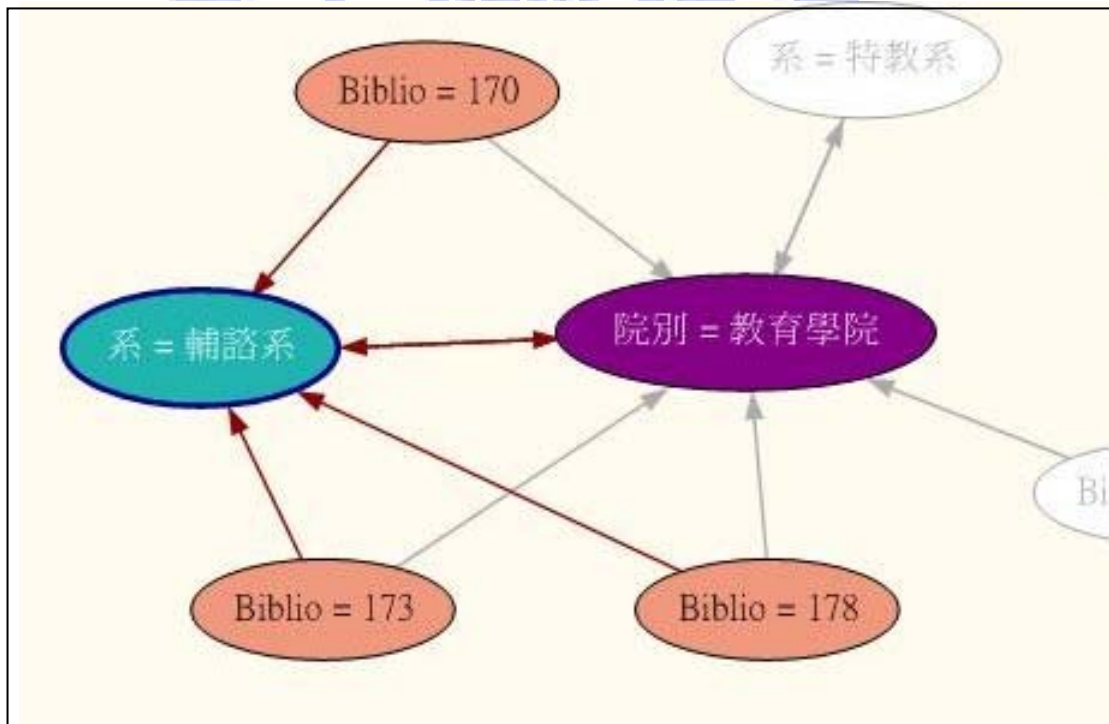 Biblio = 170
系 = 特教系
系 = 輔諮系
院別 = 教育學院
Bi
Biblio = 173
Biblio = 178